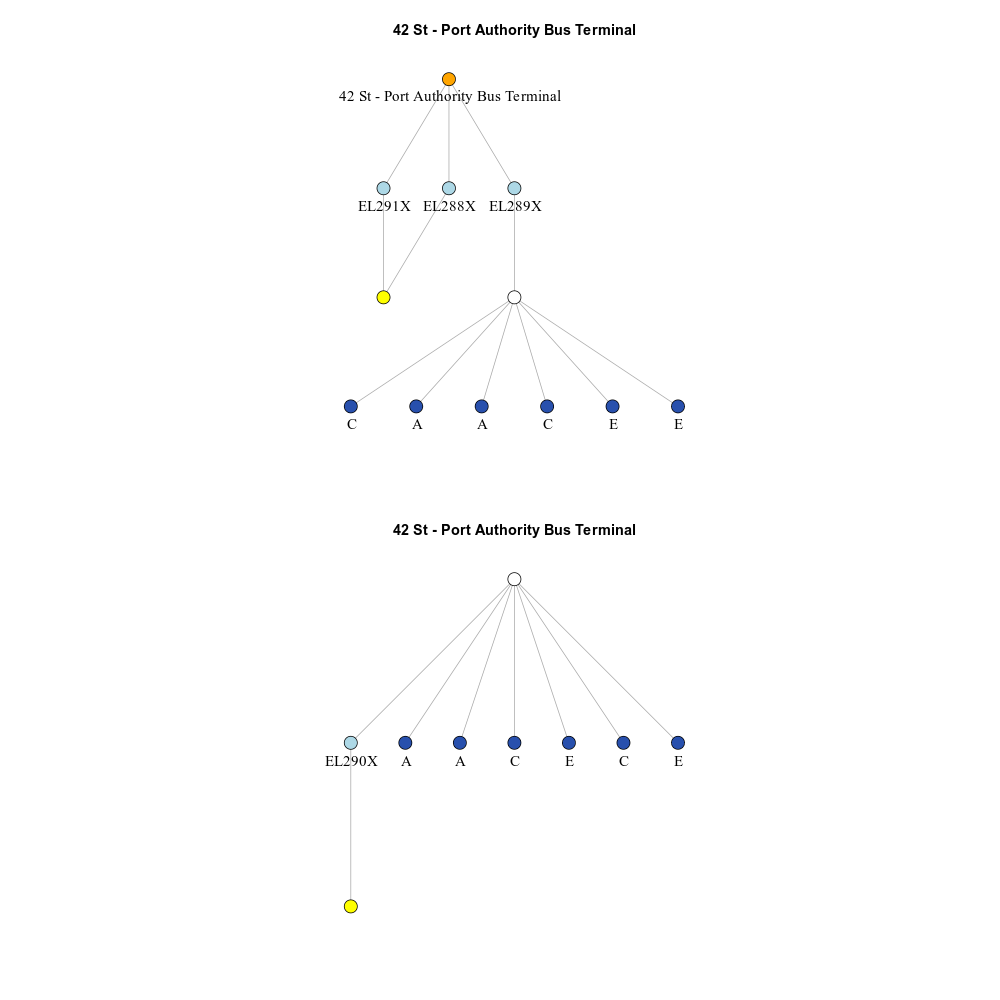 42 St - Port Authority Bus Terminal
42 St - Port Authority Bus Terminal
EL291X EL288X EL289X
C A A C E E
42 St - Port Authority Bus Terminal
EL290X A A C E C E